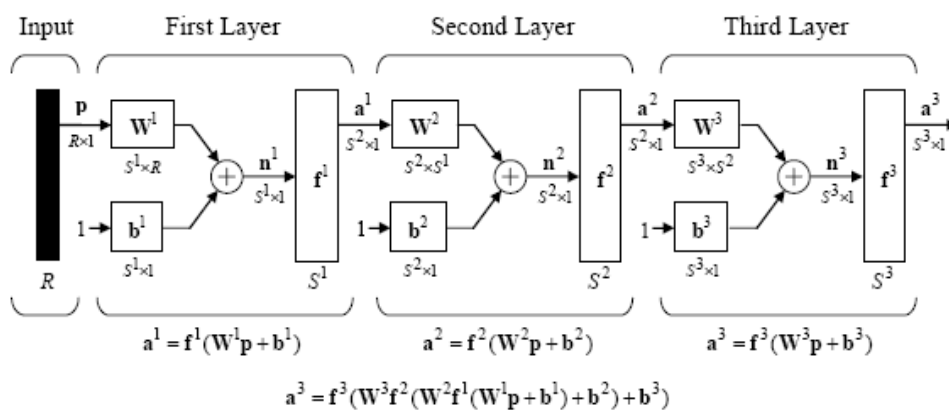 Input First Layer Second Layer Third Layer
p a¹ a² a³
R×1 W¹ S²×1 W² S²×1 W³ S³×1
S¹×R n¹ S²×S¹ n² S³×S² n³
+ S¹×1 f¹ + S²×1 f² + S³×1 f³
1 b¹ 1 b² 1 b³
S¹×1 S²×1 S³×1
R S¹ S² S³
a¹ = f¹(W¹p + b¹) a² = f²(W²p + b²) a³ = f³(W³p + b³)
a³ = f³(W³f²(W²f¹(W¹p + b¹) + b²) + b³)